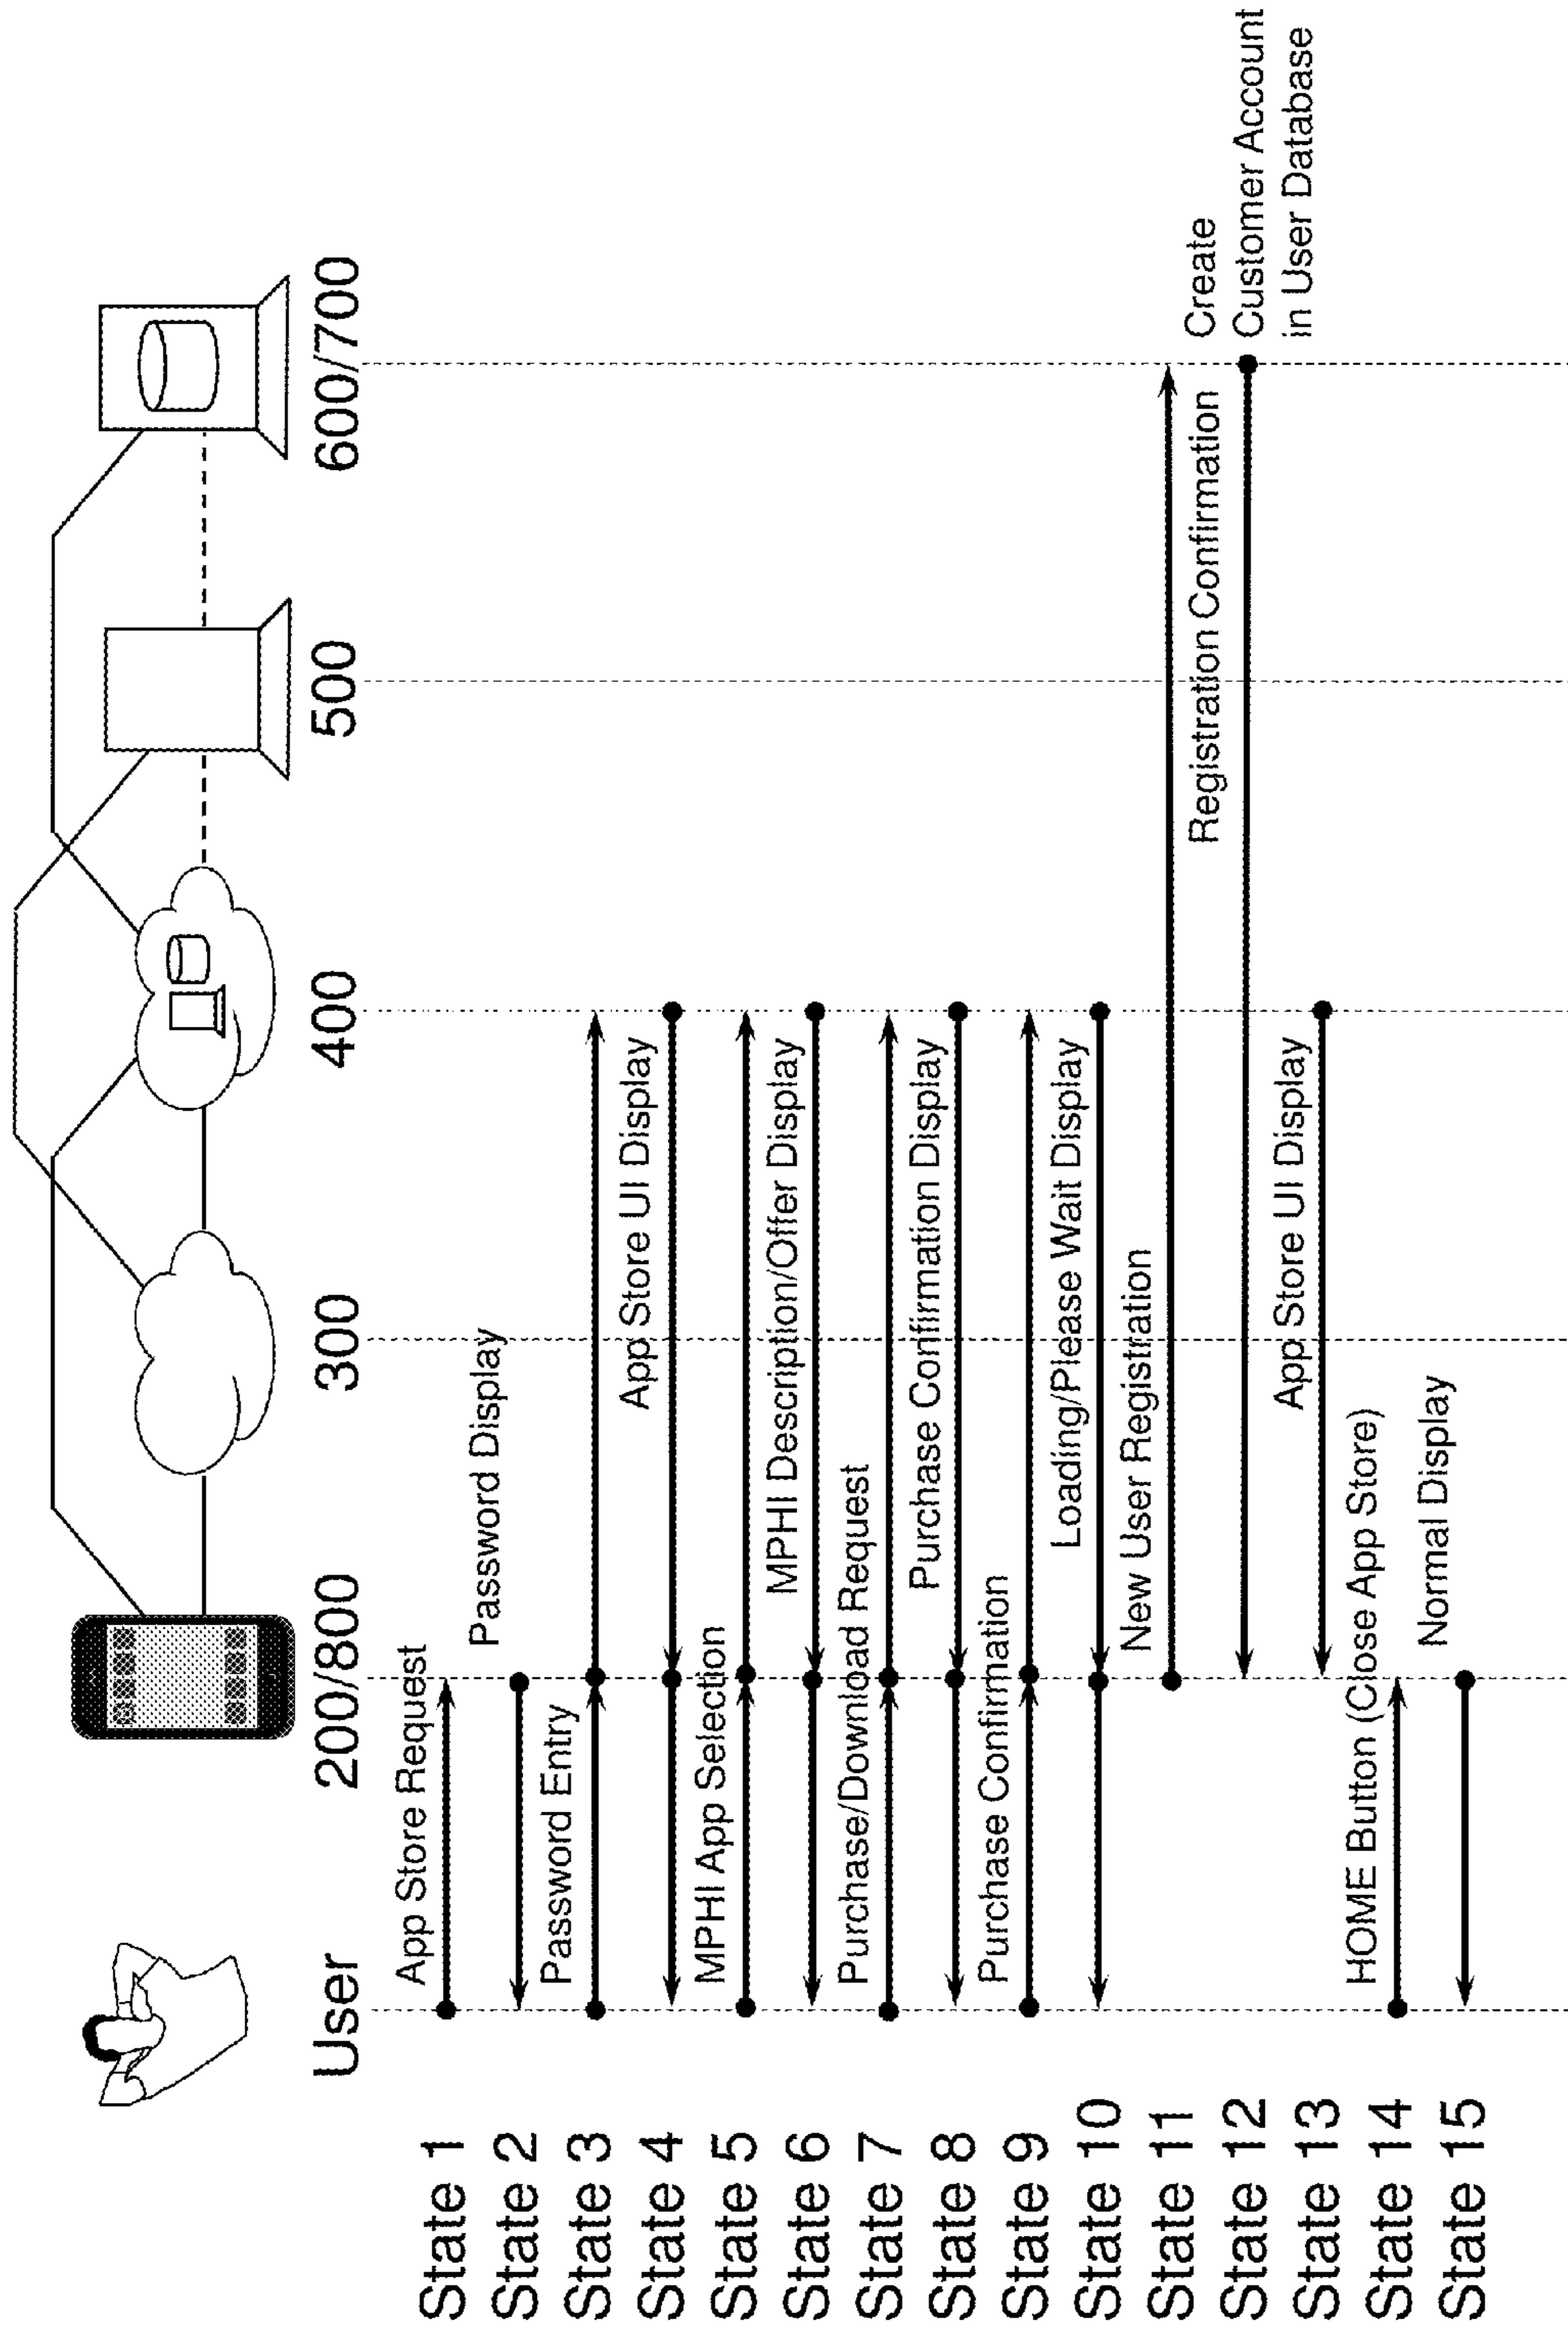 User
200/800
300
400
500
600/700
State 1
App Store Request
State 2
Password Display
State 3
Password Entry
State 4
App Store UI Display
State 5
MPHI App Selection
State 6
MPHI Description/Offer Display
State 7
Purchase/Download Request
State 8
Purchase Confirmation Display
State 9
Purchase Confirmation
State 10
Loading/Please Wait Display
State 11
New User Registration
State 12
Registration Confirmation
Create
Customer Account
in User Database
State 13
App Store UI Display
State 14
HOME Button (Close App Store)
State 15
Normal Display